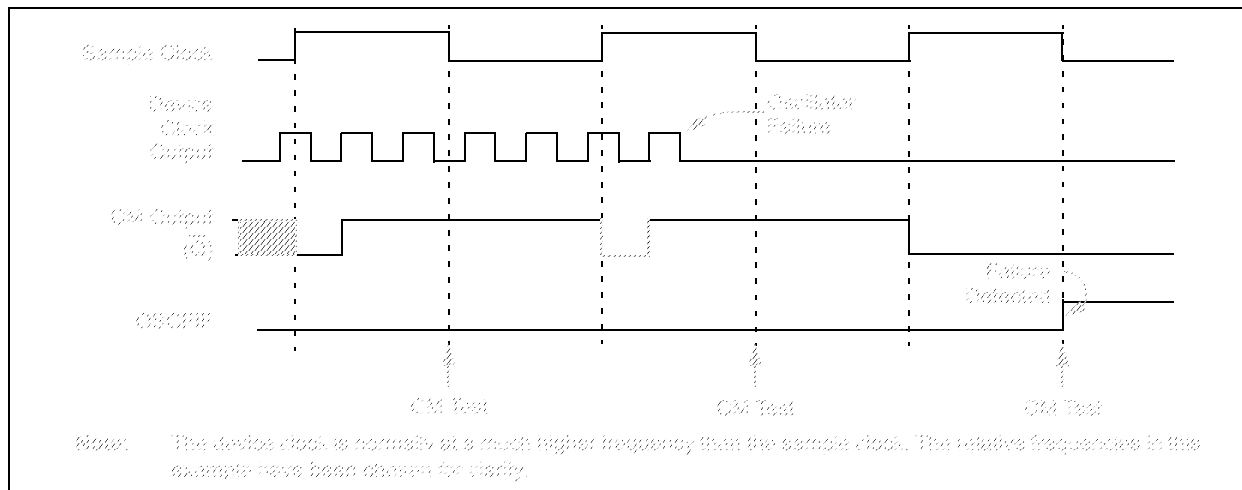 Sample Clock
Device
Clock
Output
Oscillator
Failure
CM Output
(Q)
Failure
Detected
OSCFIF
CM Test
CM Test
CM Test
Note: The device clock is normally at a much higher frequency than the sample clock. The relative frequencies in this
example have been chosen for clarity.